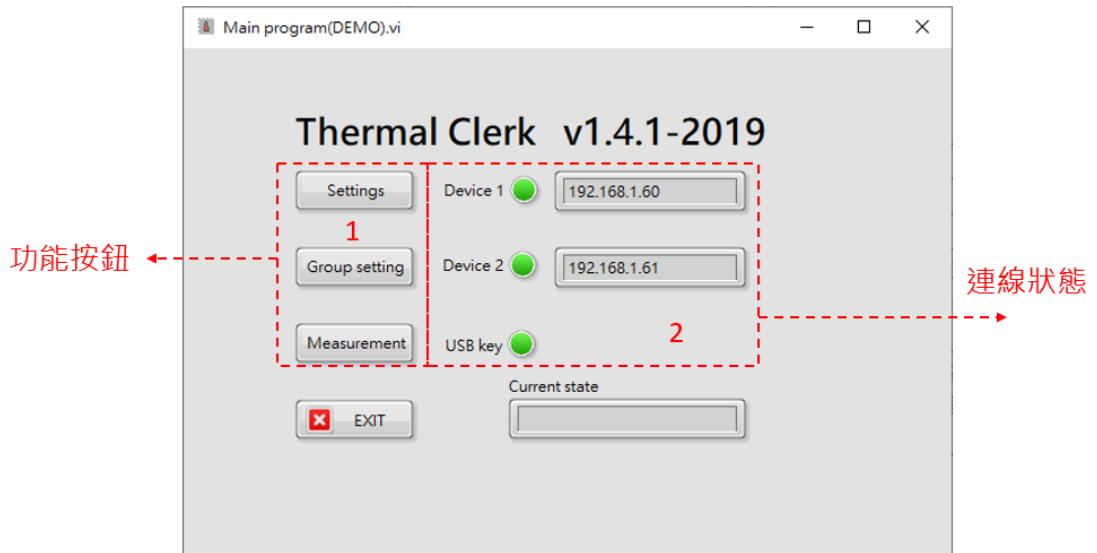 Main program(DEMO).vi
Thermal Clerk v1.4.1-2019
Settings
Device 1
192.168.1.60
1
功能按鈕
Group setting
Device 2
192.168.1.61
連線狀態
Measurement
USB key
2
Current state
EXIT